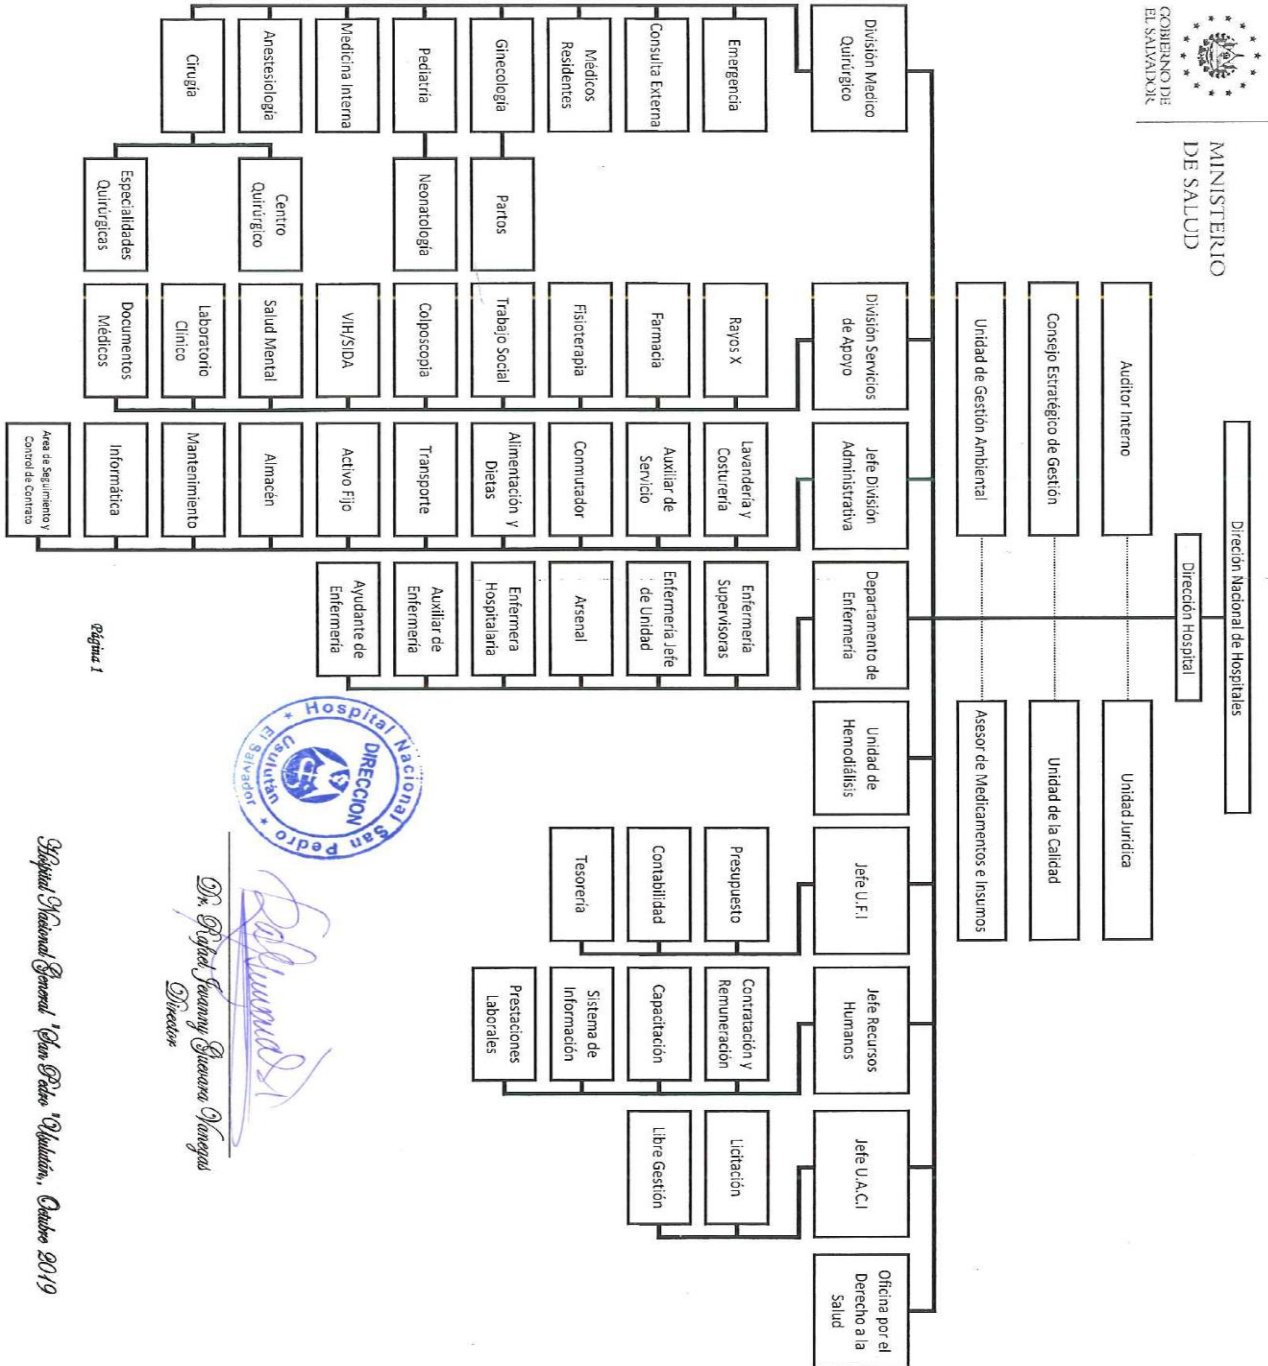 GOBIERNO DE
EL SALVADOR
MINISTERIO
DE SALUD
Direción Nacional de Hospitales
Dirección Hospital
Auditor Interno
Unidad Juridica
Consejo Estratégico de Gestión
Unidad de la Calidad
Unidad de Gestión Ambiental
Asesor de Medicamentos e Insumos
División Medico
Quirúrgico
Emergencia
Consulta Externa
Médicos
Residentes
Ginecología
Partos
Pediatría
Neonatología
Medicina Interna
Anestesiología
Cirugía
Centro
Quirúrgico
Especialidades
Quirúrgicas
División Servicios
de Apoyo
Rayos X
Farmacia
Fisioterapia
Trabajo Social
Colposcopia
VIH/SIDA
Salud Mental
Laboratorio
Clínico
Documentos
Médicos
Jefe División
Administrativa
Lavandería y
Costurería
Auxiliar de
Servicio
Conmutador
Alimentación y
Dietas
Transporte
Activo Fijo
Almacén
Mantenimiento
Informática
Area de Seguimiento y
Control de Contrato
Departamento de
Enfermería
Enfermería
Supervisoras
Enfermería Jefe
de Unidad
Arsenal
Enfermera
Hospitalaria
Auxiliar de
Enfermería
Ayudante de
Enfermería
Unidad de
Hemodiálisis
Jefe U.F.I
Presupuesto
Contabilidad
Tesorería
Jefe Recursos
Humanos
Contratación y
Remuneración
Capacitación
Sistema de
Información
Prestaciones
Laborales
Jefe U.A.C.I
Licitación
Libre Gestión
Oficina por el
Derecho a la
Salud
Hospital Nacional San Pedro
DIRECCION
Usulután
El Salvador
Dr. Rafael Jevanny Guevara Vanegas
Director
Página 1
Hospital Nacional General "San Pedro "Usulután, Octubre 2019